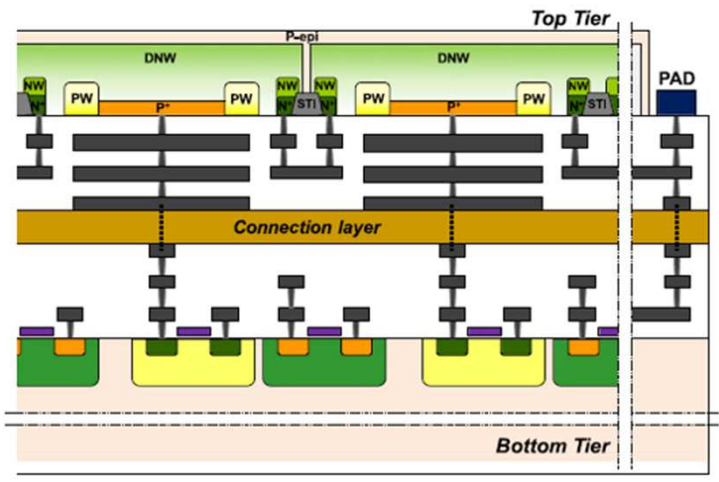 Top Tier
P-epi
DNW
DNW
PAD
NW
PW
PW
NW
NW
PW
PW
NW
N+
P+
N+
STI
N+
P+
N+
STI
Connection layer
Bottom Tier